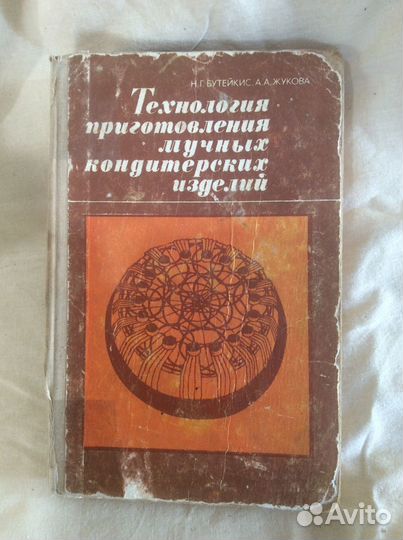 Н. Г. БУТЕЙКИС, А. А. ЖУКОВА
Технология
приготовления
мучных
кондитерских
изделий
Avito